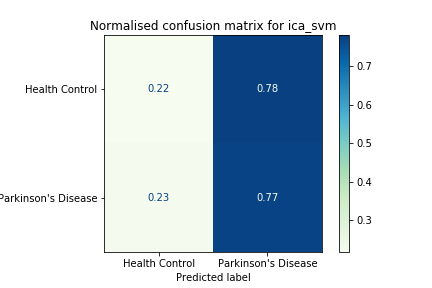 Normalised confusion matrix for ica_svm
Health Control
0.22
0.78
Parkinson's Disease
0.23
0.77
Health Control
Parkinson's Disease
Predicted label
0.7
0.6
0.5
0.4
0.3